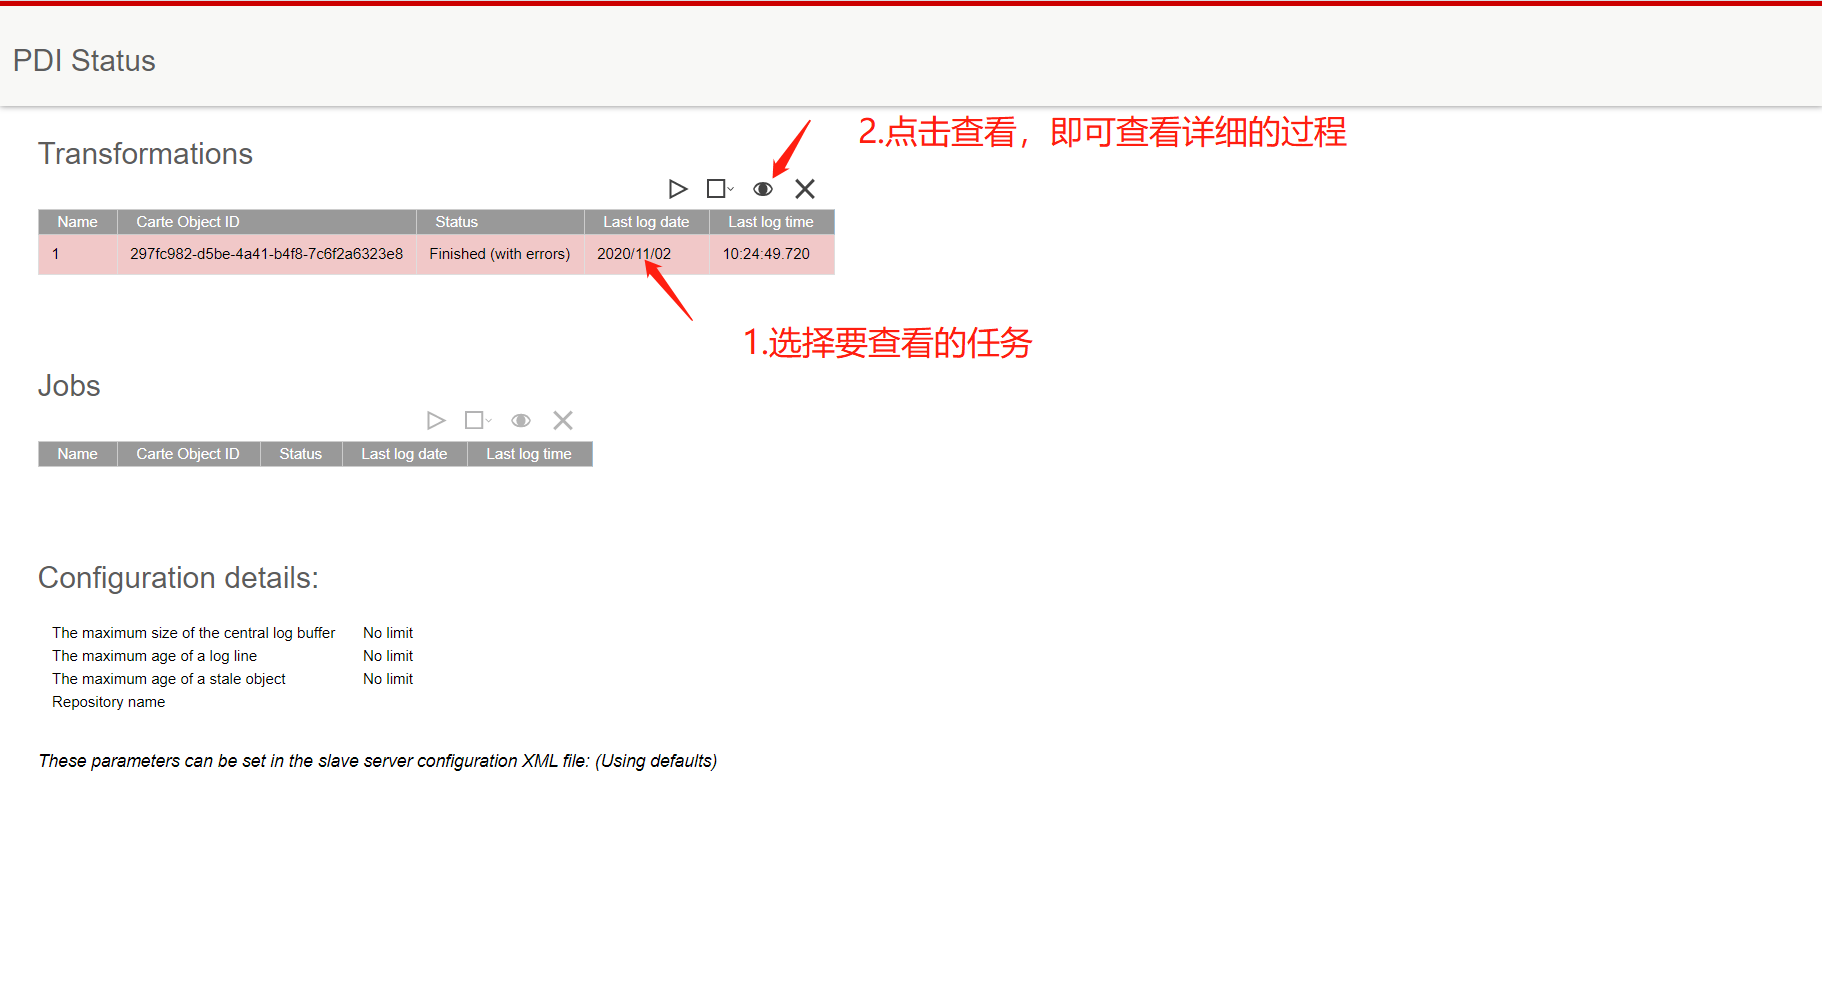 PDI Status
2.点击查看，即可查看详细的过程
Transformations
Name Carte Object ID Status Last log date Last log time
1 297fc982-d5be-4a41-b4f8-7c6f2a6323e8 Finished (with errors) 2020/11/02 10:24:49.720
1.选择要查看的任务
Jobs
Name Carte Object ID Status Last log date Last log time
Configuration details:
The maximum size of the central log buffer No limit
The maximum age of a log line No limit
The maximum age of a stale object No limit
Repository name
These parameters can be set in the slave server configuration XML file: (Using defaults)